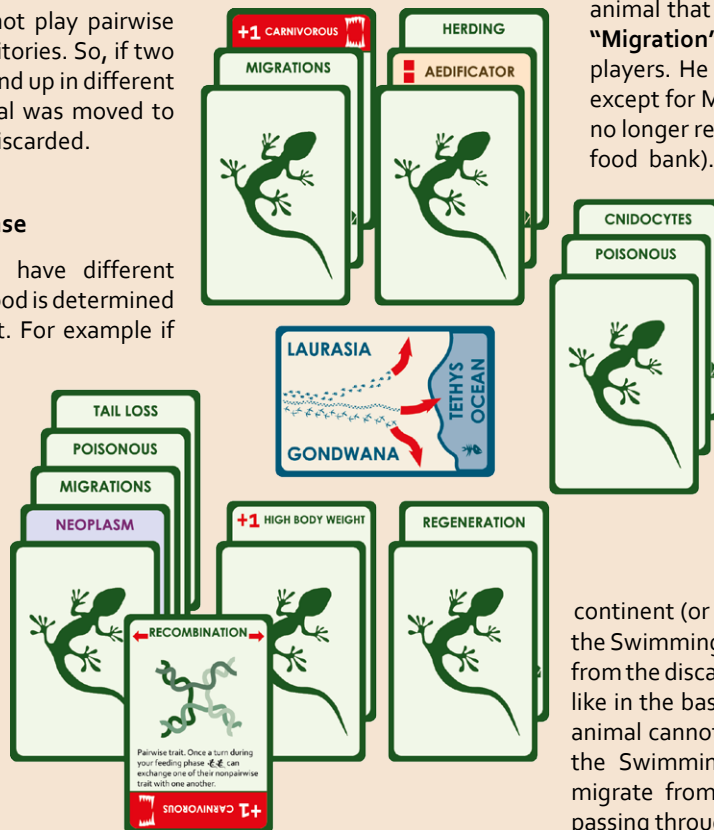 not play pairwise
itories. So, if two
nd up in different
al was moved to
iscarded.
ase
have different
ood is determined
t. For example if
+1 CARNIVOROUS
MIGRATIONS
HERDING
AEDIFICATOR
animal that
“Migration”
players. He
except for M
no longer re
food bank).
CNIDOCYTES
POISONOUS
LAURASIA
GONDWANA
TETHYS
OCEAN
TAIL LOSS
POISONOUS
MIGRATIONS
NEOPLASM
+1 HIGH BODY WEIGHT
REGENERATION
RECOMBINATION
Pairwise trait. Once a turn during
your feeding phase can
exchange one of their nonpairwise
trait with one another.
+1 CARNIVOROUS
continent (or
the Swimming
from the disca
like in the bas
animal cannot
the Swimmin
migrate from
passing throu